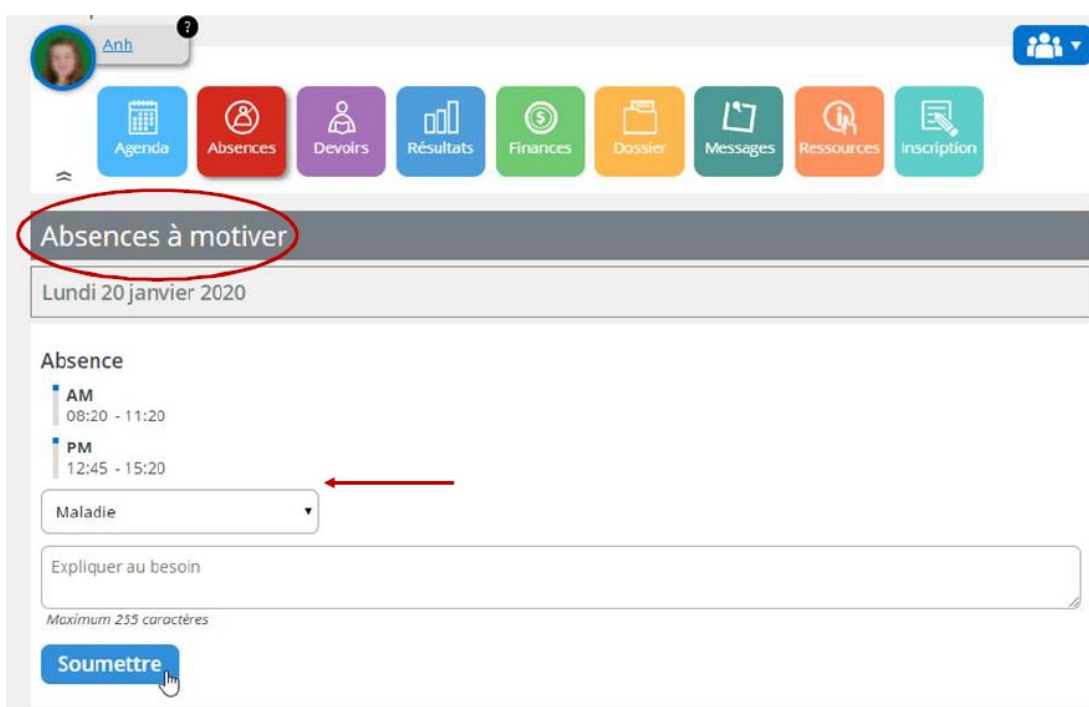 Anh
?
Agenda
Absences
Devoirs
Résultats
Finances
Dossier
Messages
Ressources
Inscription
Absences à motiver
Lundi 20 janvier 2020
Absence
AM
08:20 - 11:20
PM
12:45 - 15:20
Maladie
Expliquer au besoin
Maximum 255 caractères
Soumettre